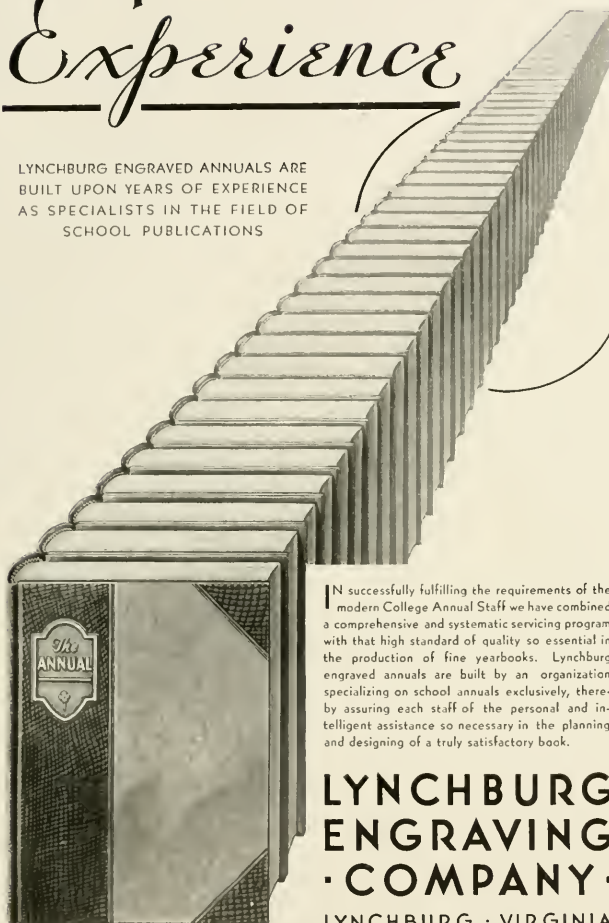 Experience
LYNCHBURG ENGRAVED ANNUALS ARE
BUILT UPON YEARS OF EXPERIENCE
AS SPECIALISTS IN THE FIELD OF
SCHOOL PUBLICATIONS
The
ANNUAL
IN successfully fulfilling the requirements of the
modern College Annual Staff we have combined
a comprehensive and systematic servicing program
with that high standard of quality so essential in
the production of fine yearbooks. Lynchburg
engraved annuals are built by an organization
specializing on school annuals exclusively, there-
by assuring each staff of the personal and in-
telligent assistance so necessary in the planning
and designing of a truly satisfactory book.
LYNCHBURG
ENGRAVING
· COMPANY ·
LYNCHBURG · VIRGINIA